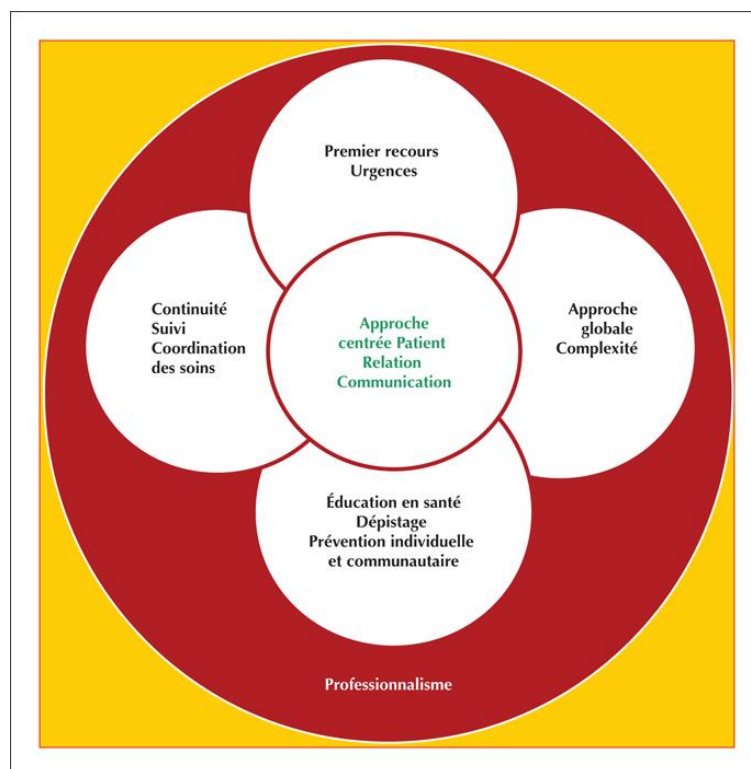 Premier recours
Urgences
Continuité
Suivi
Coordination
des soins
Approche
centrée Patient
Relation
Communication
Approche
globale
Complexité
Éducation en santé
Dépistage
Prévention individuelle
et communautaire
Professionnalisme